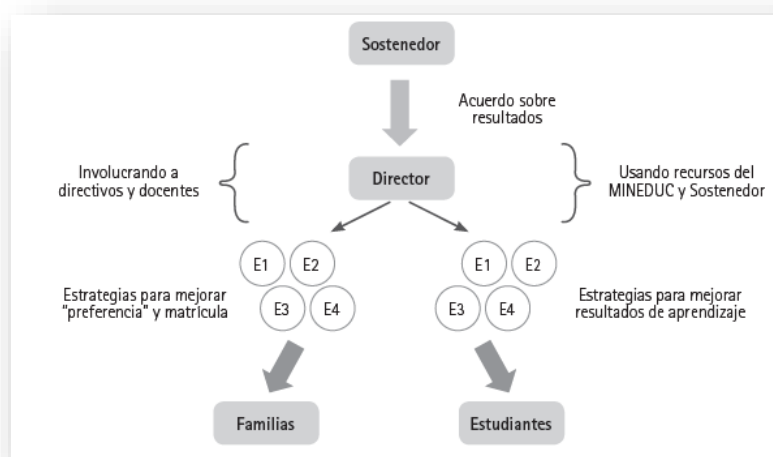 Sostenedor
Acuerdo sobre
resultados
Involucrando a
directivos y docentes
Director
Usando recursos del
MINEDUC y Sostenedor
E1
E2
E3
E4
E1
E2
E3
E4
Estrategias para mejorar
"preferencia" y matrícula
Estrategias para mejorar
resultados de aprendizaje
Familias
Estudiantes